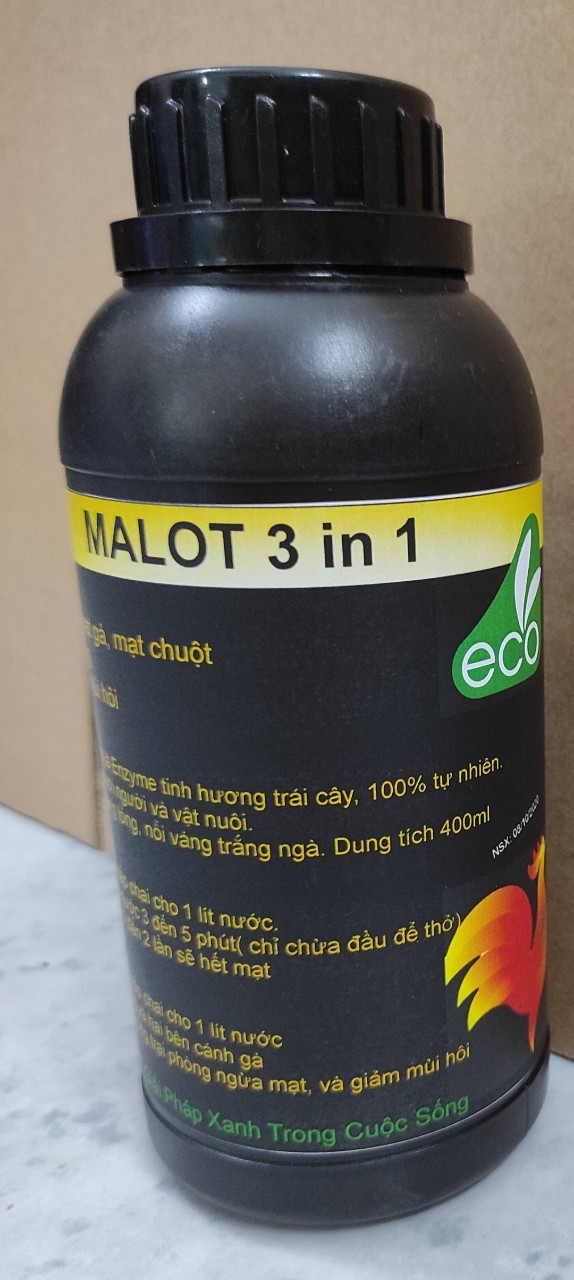 MALOT 3 in 1
eco
gà, mạt chuột
hôi
Enzyme tinh hương trái cây, 100% tự nhiên.
người và vật nuôi.
lỏng, nổi váng trắng ngà. Dung tích 400ml
NSX: 08/10/2020
chai cho 1 lít nước.
3 đến 5 phút( chỉ chừa đầu để thở)
2 lần sẽ hết mạt
chai cho 1 lít nước
hai bên cánh gà
trại phòng ngừa mạt, và giảm mùi hôi
Pháp Xanh Trong Cuộc Sống